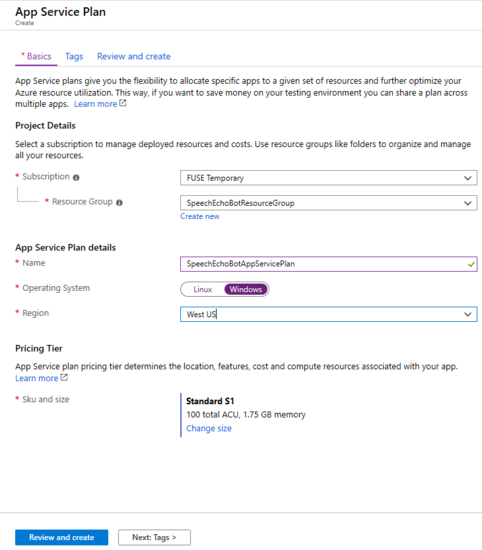 App Service Plan
Create
* Basics Tags Review and create
App Service plans give you the flexibility to allocate specific apps to a given set of resources and further optimize your
Azure resource utilization. This way, if you want to save money on your testing environment you can share a plan across
multiple apps. Learn more
Project Details
Select a subscription to manage deployed resources and costs. Use resource groups like folders to organize and manage
all your resources.
* Subscription FUSE Temporary
* Resource Group SpeechEchoBotResourceGroup
Create new
App Service Plan details
* Name SpeechEchoBotAppServicePlan
* Operating System Linux Windows
* Region West US
Pricing Tier
App Service plan pricing tier determines the location, features, cost and compute resources associated with your app.
Learn more
* Sku and size Standard S1
100 total ACU, 1.75 GB memory
Change size
Review and create Next: Tags >